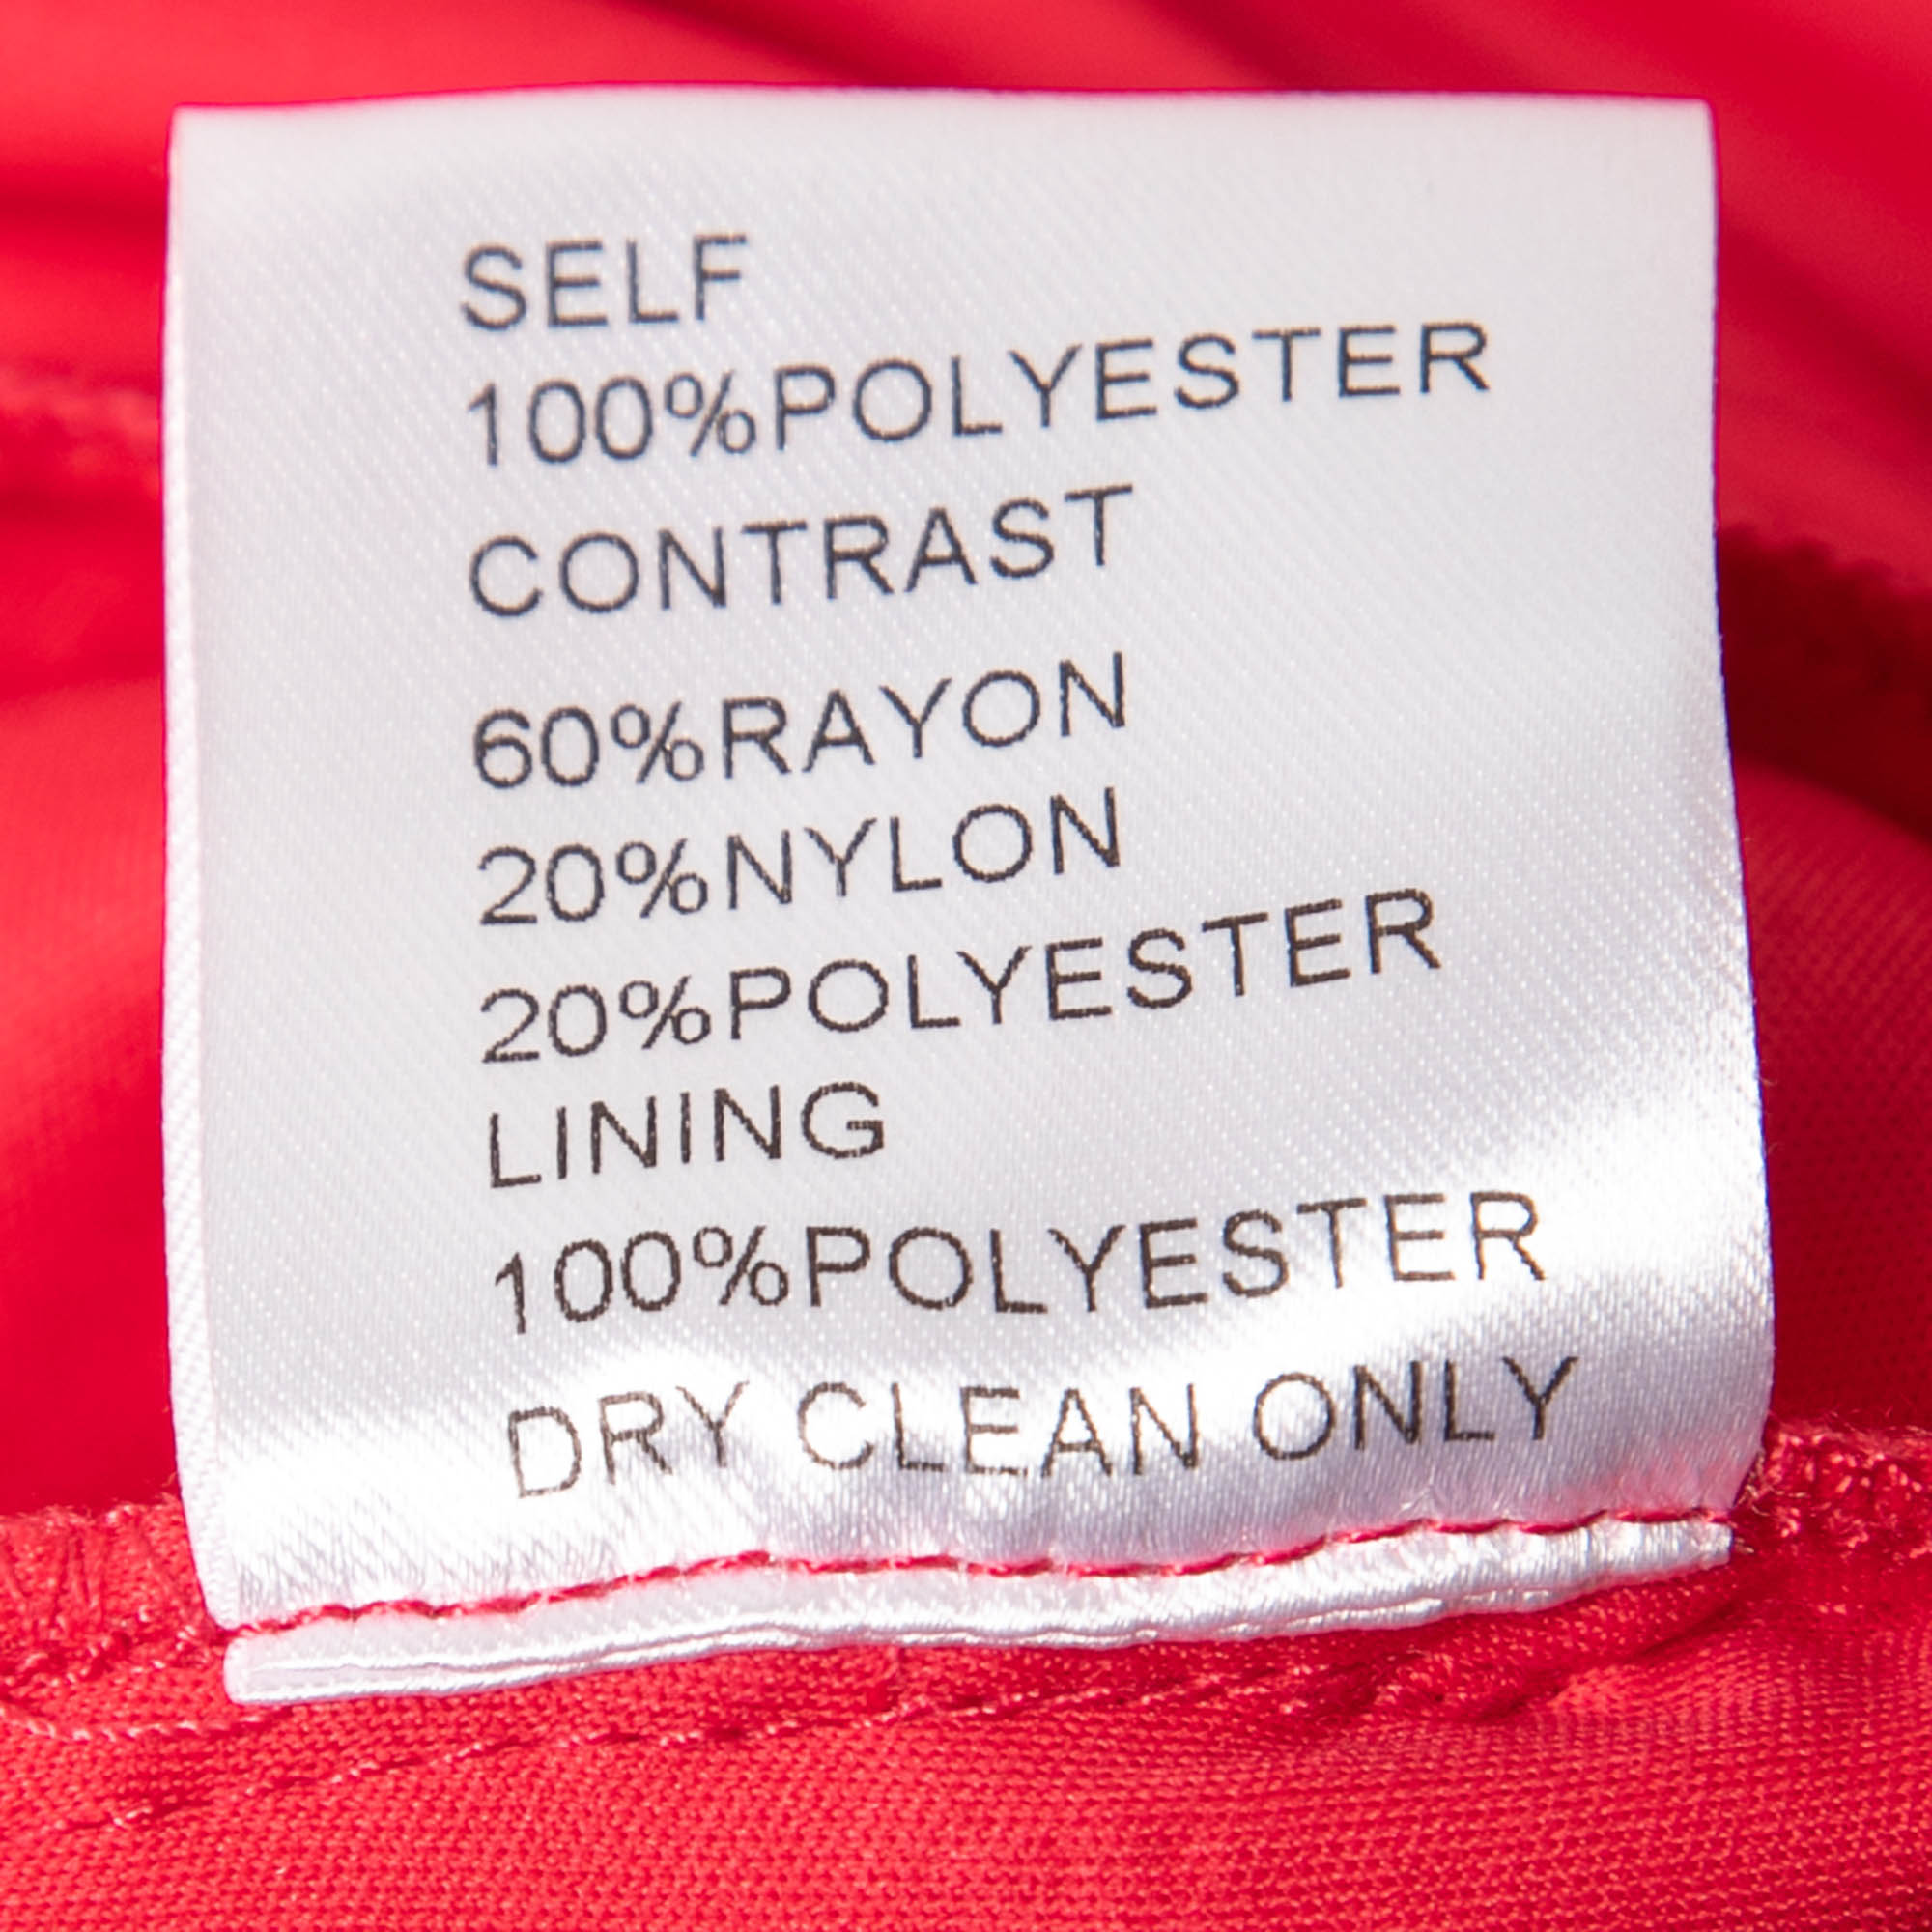 SELF
100%POLYESTER
CONTRAST
60%RAYON
20%NYLON
20%POLYESTER
LINING
100%POLYESTER
DRY CLEAN ONLY